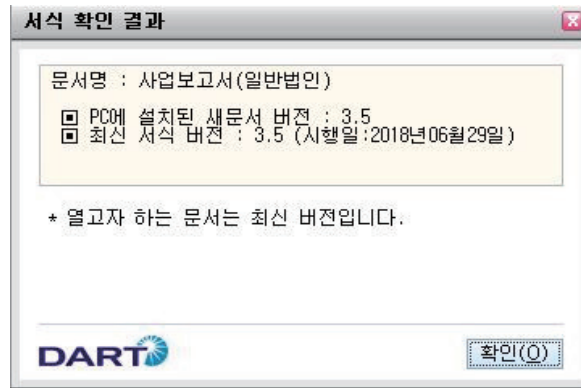 서식 확인 결과
문서명 : 사업보고서(일반법인)
▣ PC에 설치된 새문서 버전 : 3.5
▣ 최신 서식 버전 : 3.5 (시행일:2018년06월29일)
* 열고자 하는 문서는 최신 버전입니다.
DART
확인(O)